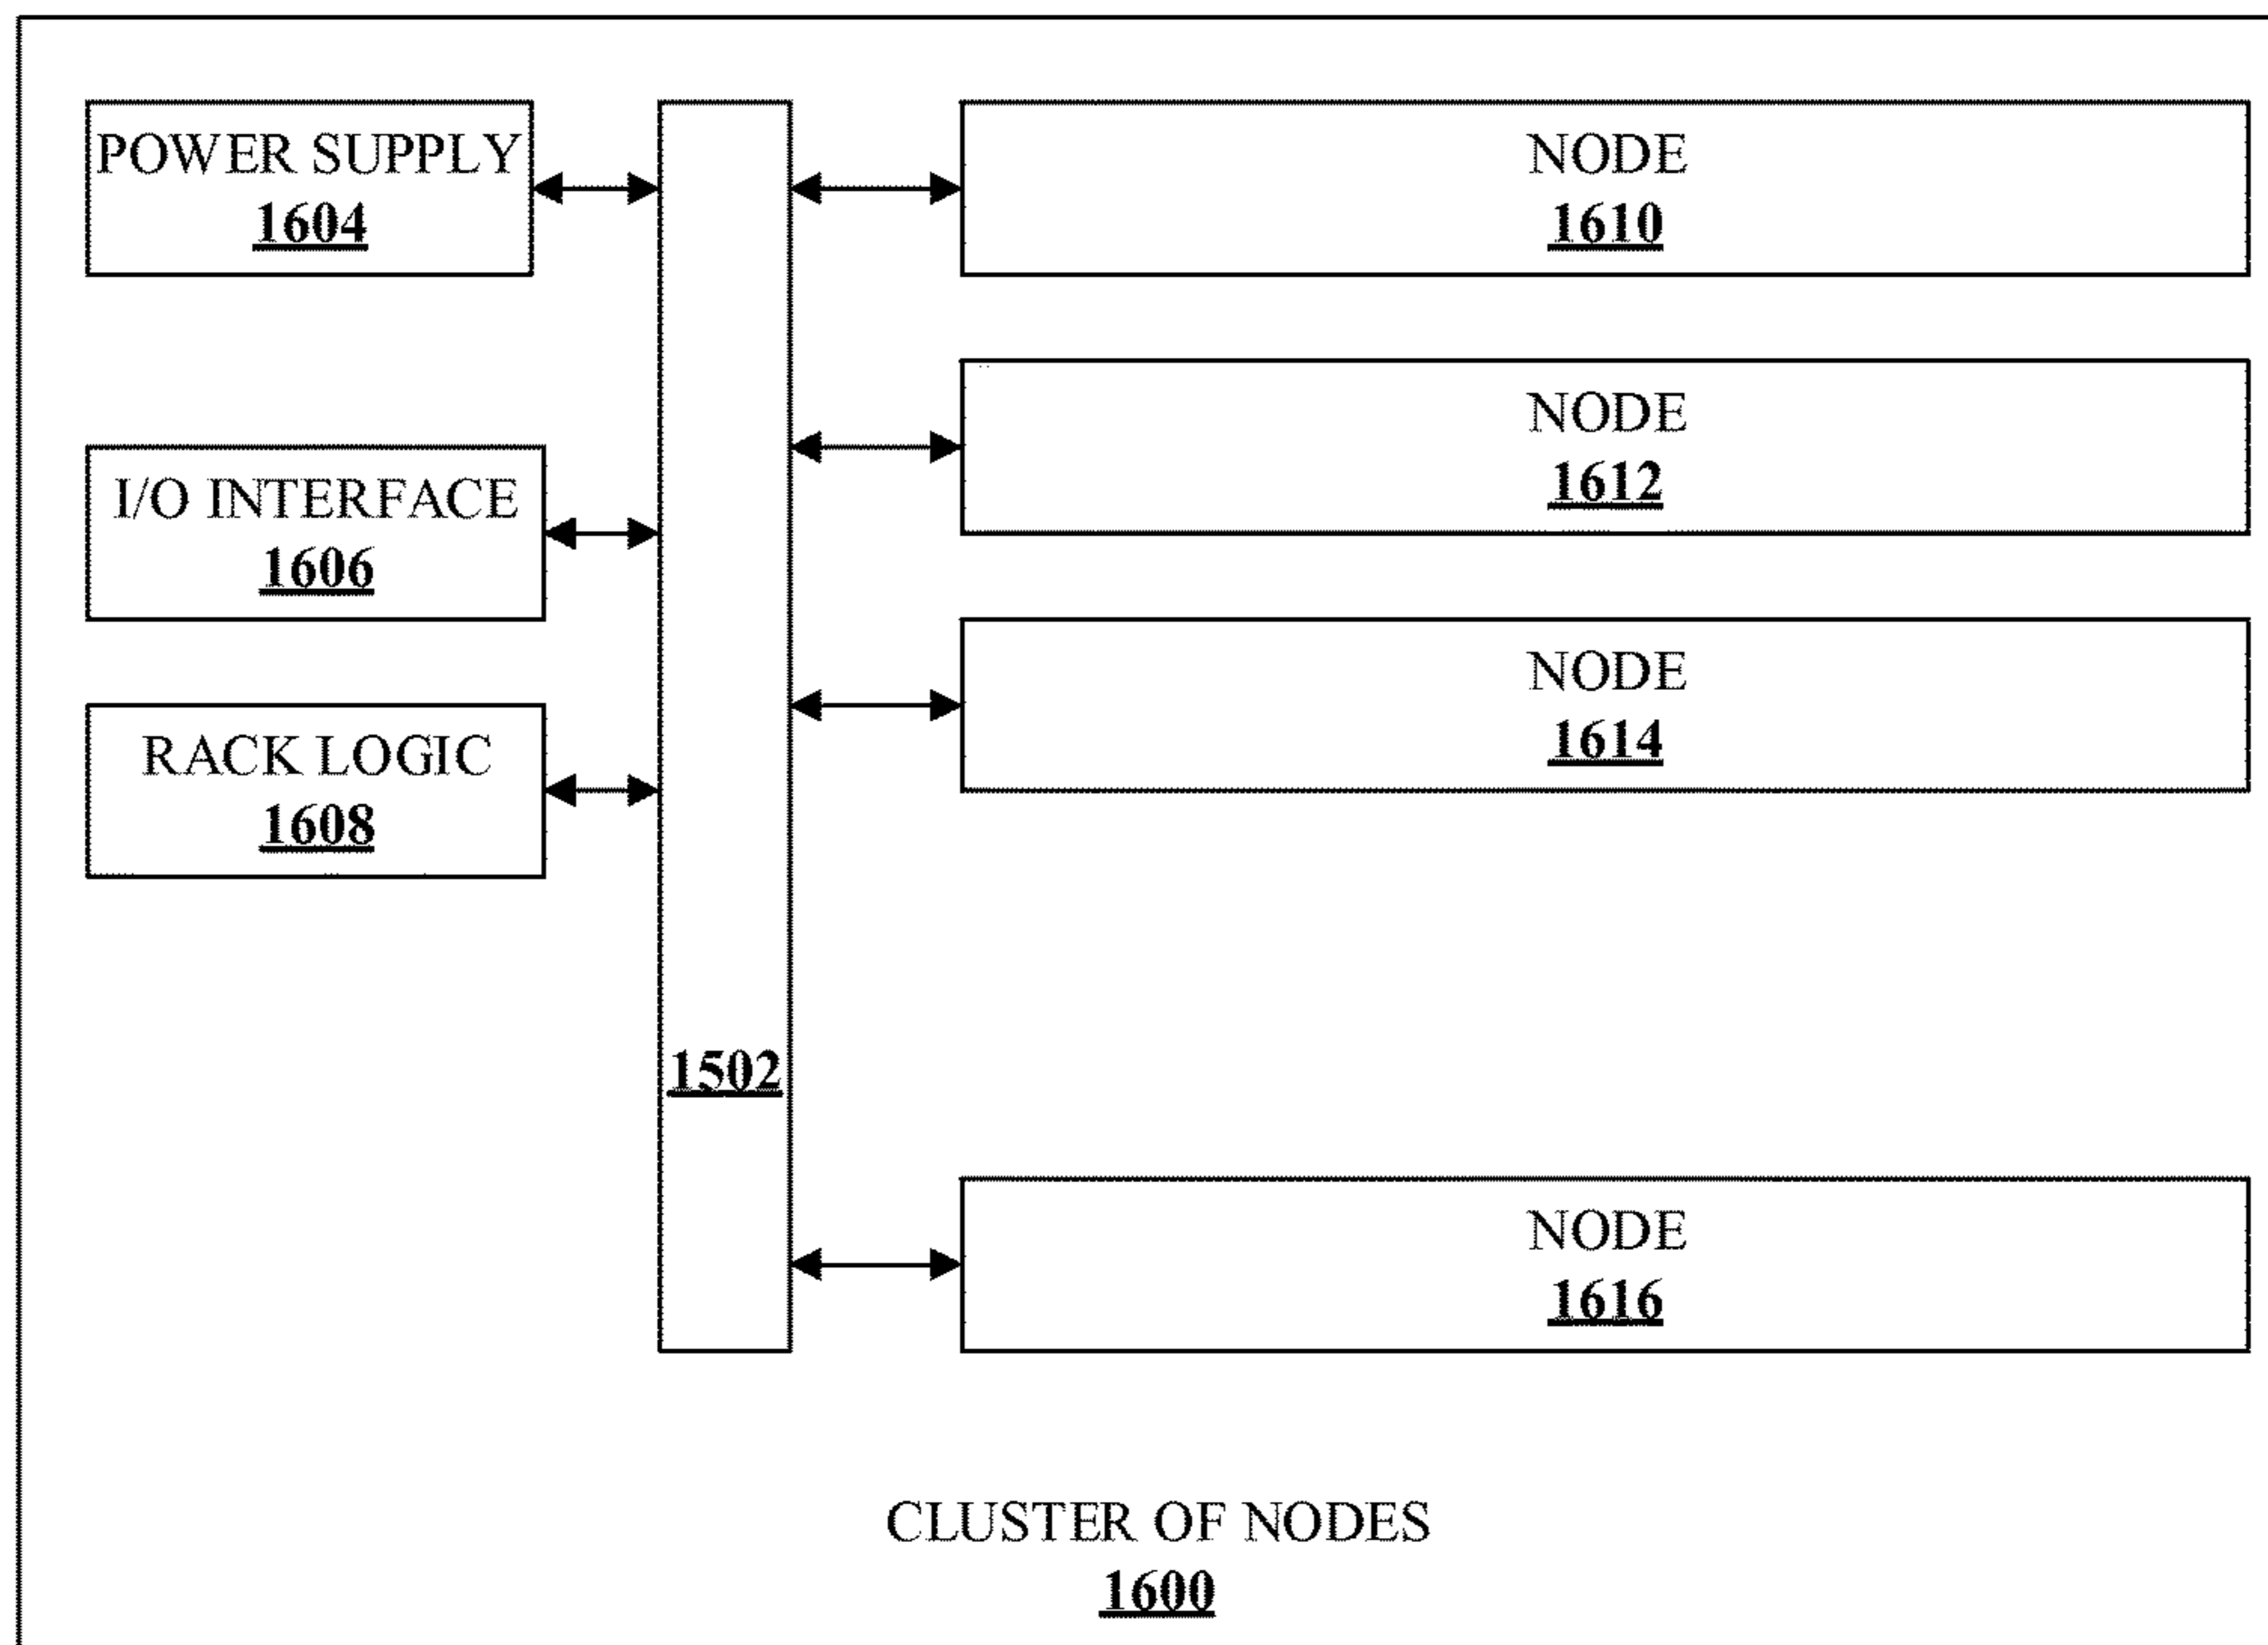 POWER SUPPLY
1604
I/O INTERFACE
1606
RACK LOGIC
1608
1502
NODE
1610
NODE
1612
NODE
1614
NODE
1616
CLUSTER OF NODES
1600